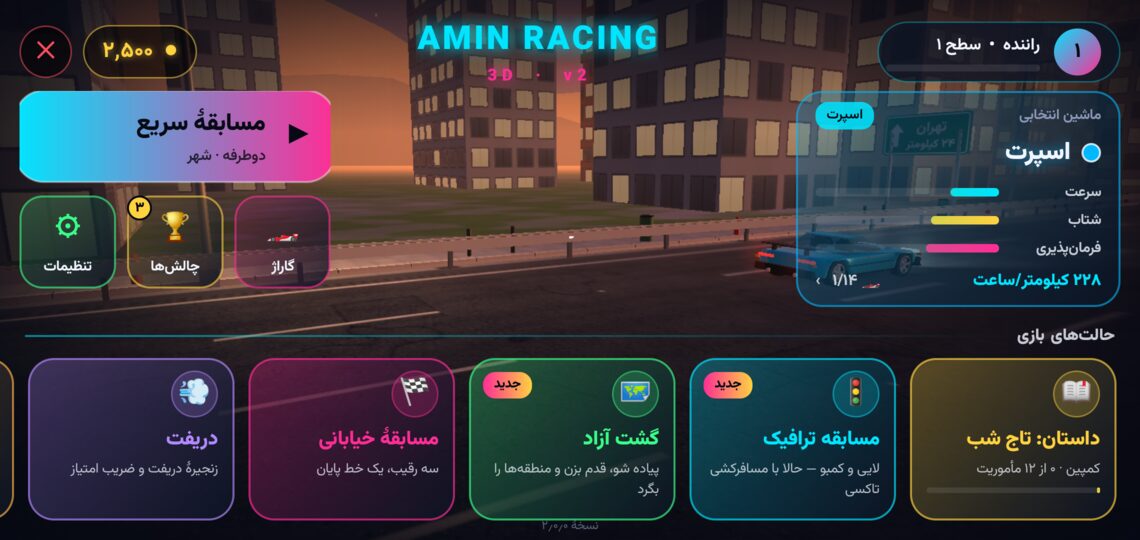 AMIN RACING
3D · v2
۱
راننده • سطح ۱
۲,۵۰۰
ماشین انتخابی
اسپرت
اسپرت
سرعت
شتاب
فرمان‌پذیری
۲۲۸ کیلومتر/ساعت
۱/۱۴ ‹
تهران
۲۴ کیلومتر
مسابقهٔ سریع
دوطرفه · شهر
گاراژ
چالش‌ها
۳
تنظیمات
حالت‌های بازی
داستان: تاج شب
کمپین · ۰ از ۱۲ مأموریت
جدید
مسابقه ترافیک
لایی و کمبو — حالا با مسافرکشی
تاکسی
جدید
گشت آزاد
پیاده شو، قدم بزن و منطقه‌ها را
بگرد
مسابقهٔ خیابانی
سه رقیب، یک خط پایان
دریفت
زنجیرهٔ دریفت و ضریب امتیاز
نسخهٔ ۲٫۰٫۰